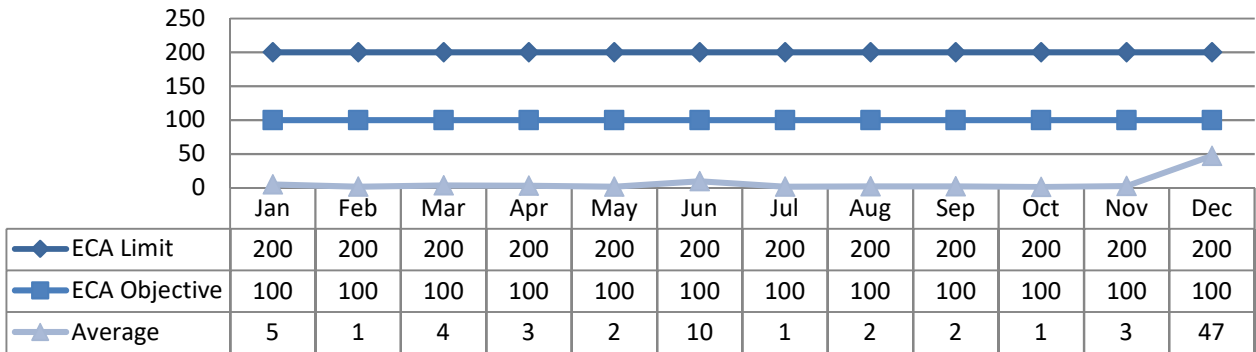 250
200
150
100
50
0
Jan Feb Mar Apr May Jun Jul Aug Sep Oct Nov Dec
ECA Limit 200 200 200 200 200 200 200 200 200 200 200 200
ECA Objective 100 100 100 100 100 100 100 100 100 100 100 100
Average 5 1 4 3 2 10 1 2 2 1 3 47